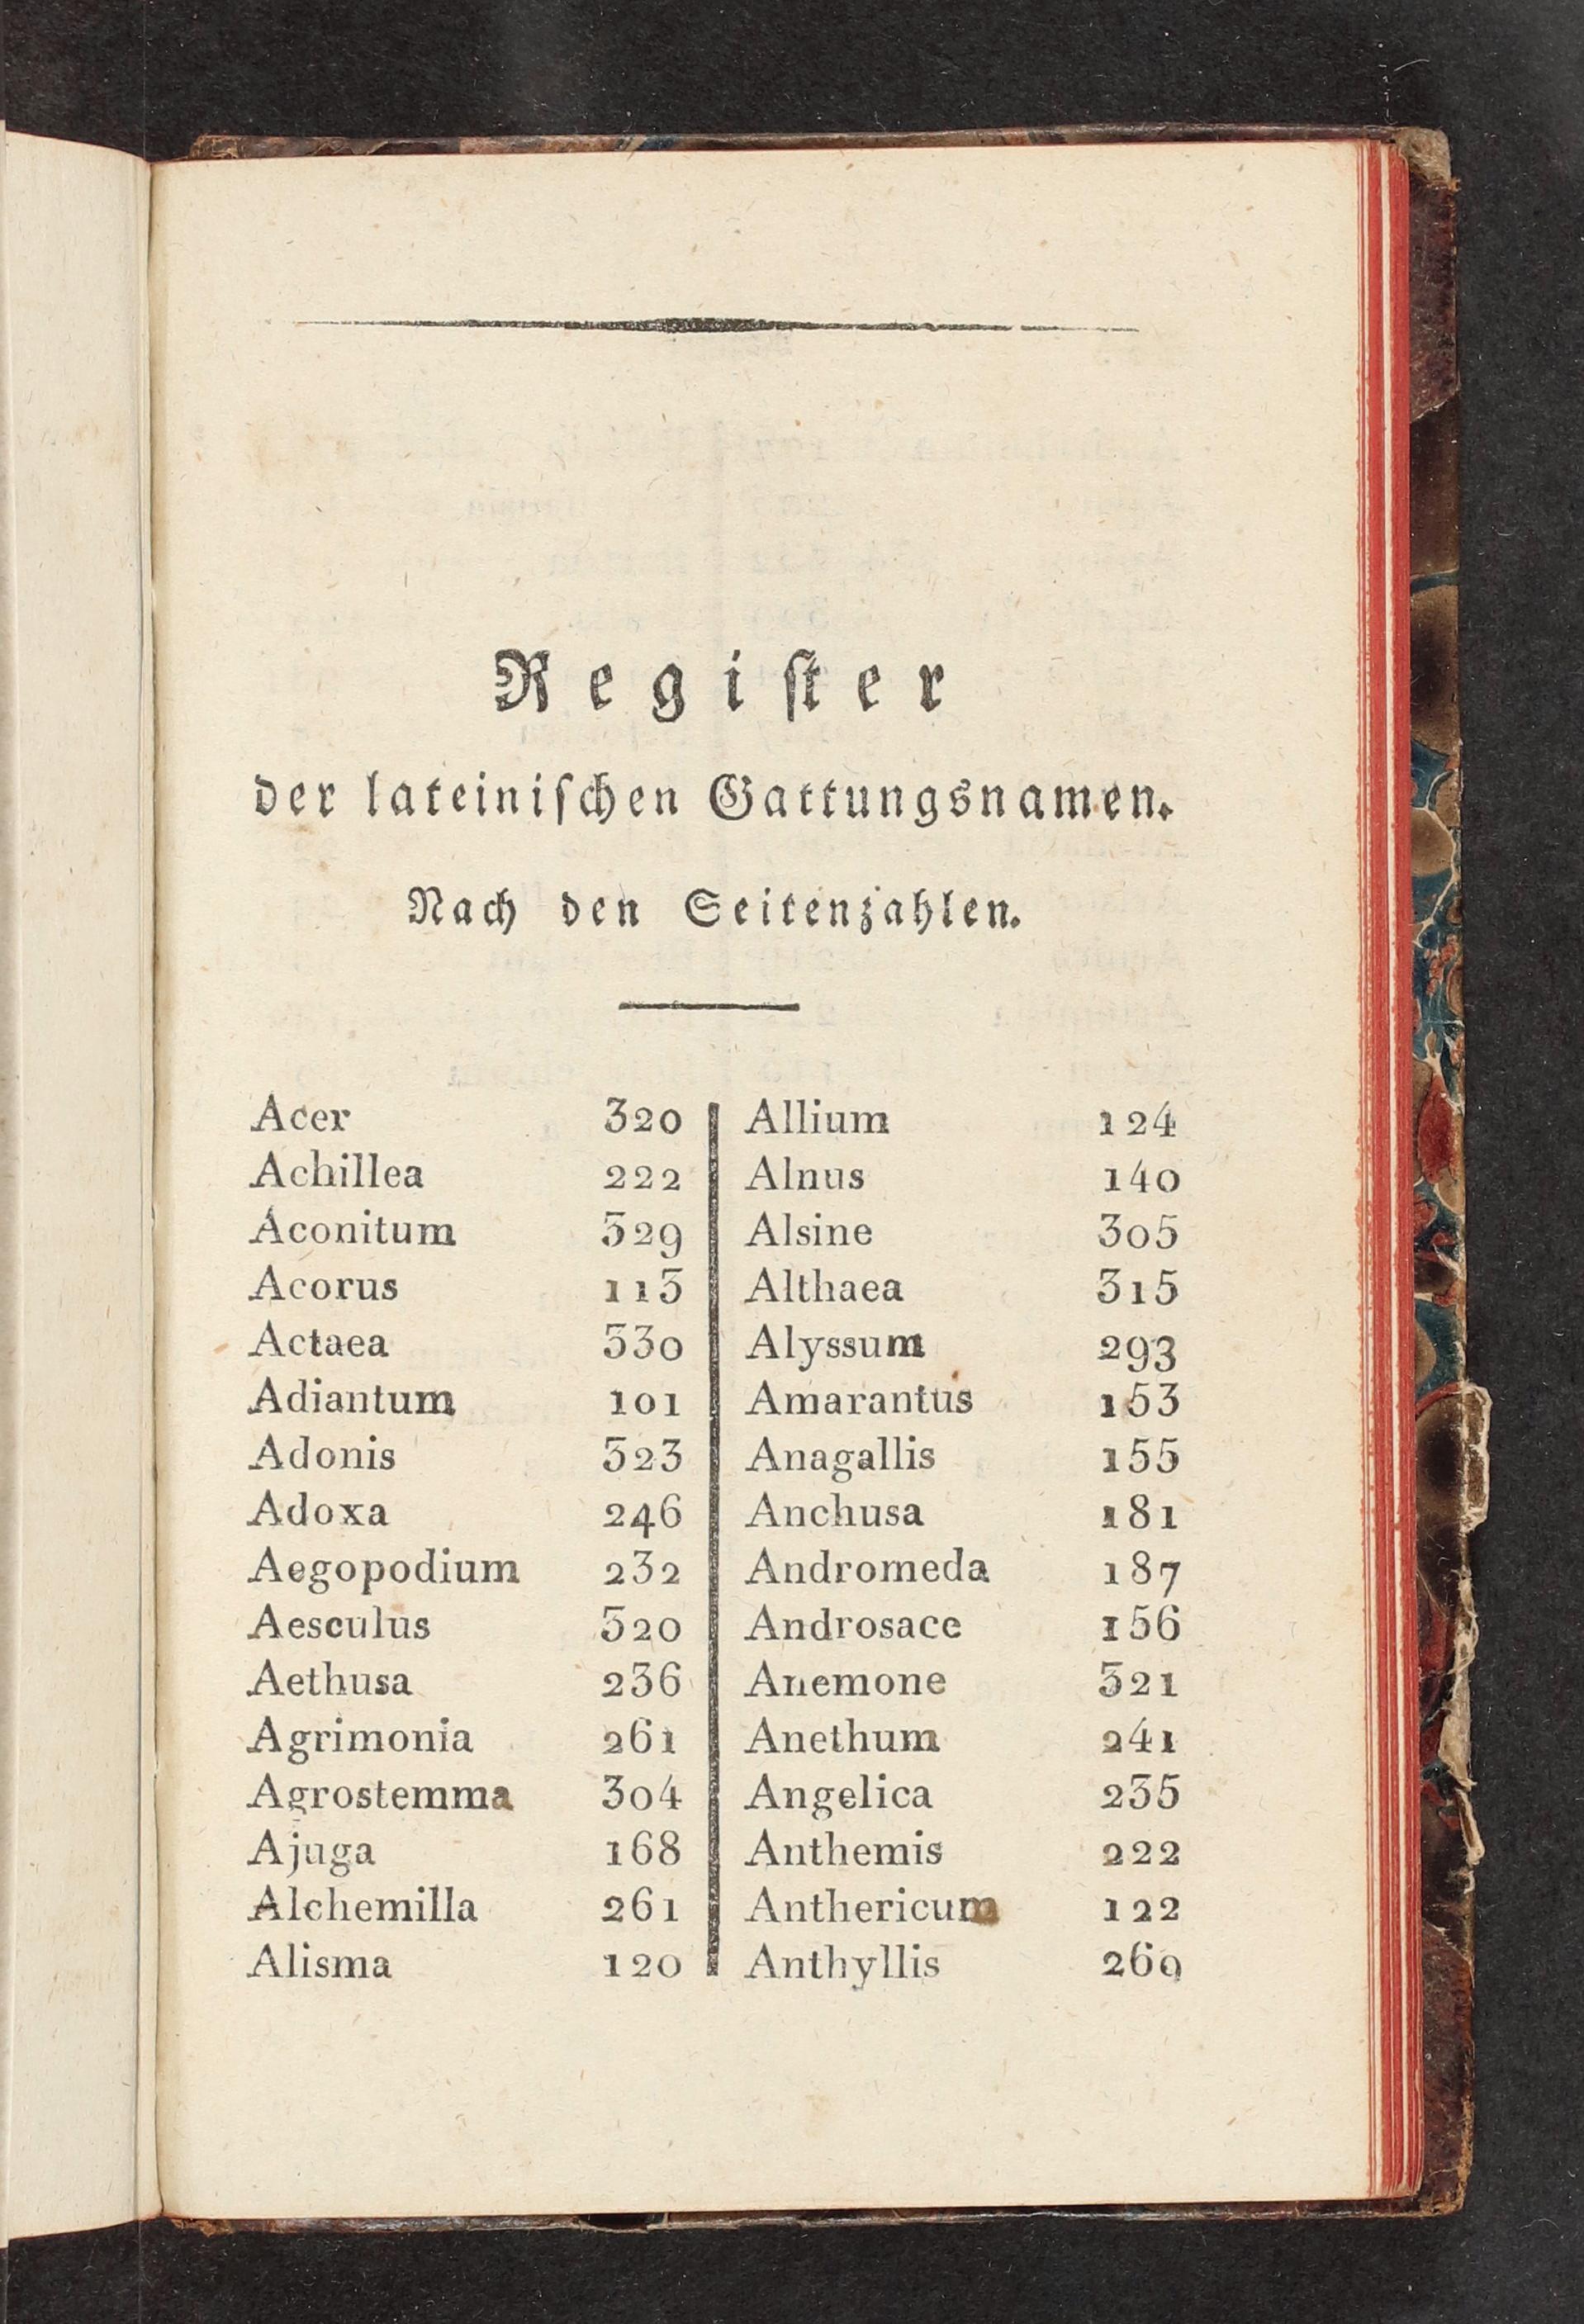 Regiſter
der lateiniſchen Gattungsnamen.
Nach den Seitenzahlen.
Acer 320
Achillea 222
Aconitum 329
Acorus 113
Actaea 330
Adiantum 101
Adonis 323
Adoxa 246
Aegopodium 232
Aesculus 320
Aethusa 236
Agrimonia 261
Agrostemma 304
Ajuga 168
Alchemilla 261
Alisma 120
Allium 124
Alnus 140
Alsine 305
Althaea 315
Alyssum 293
Amarantus 153
Anagallis 155
Anchusa 181
Andromeda 187
Androsace 156
Anemone 321
Anethum 241
Angelica 235
Anthemis 222
Anthericum 122
Anthyllis 269